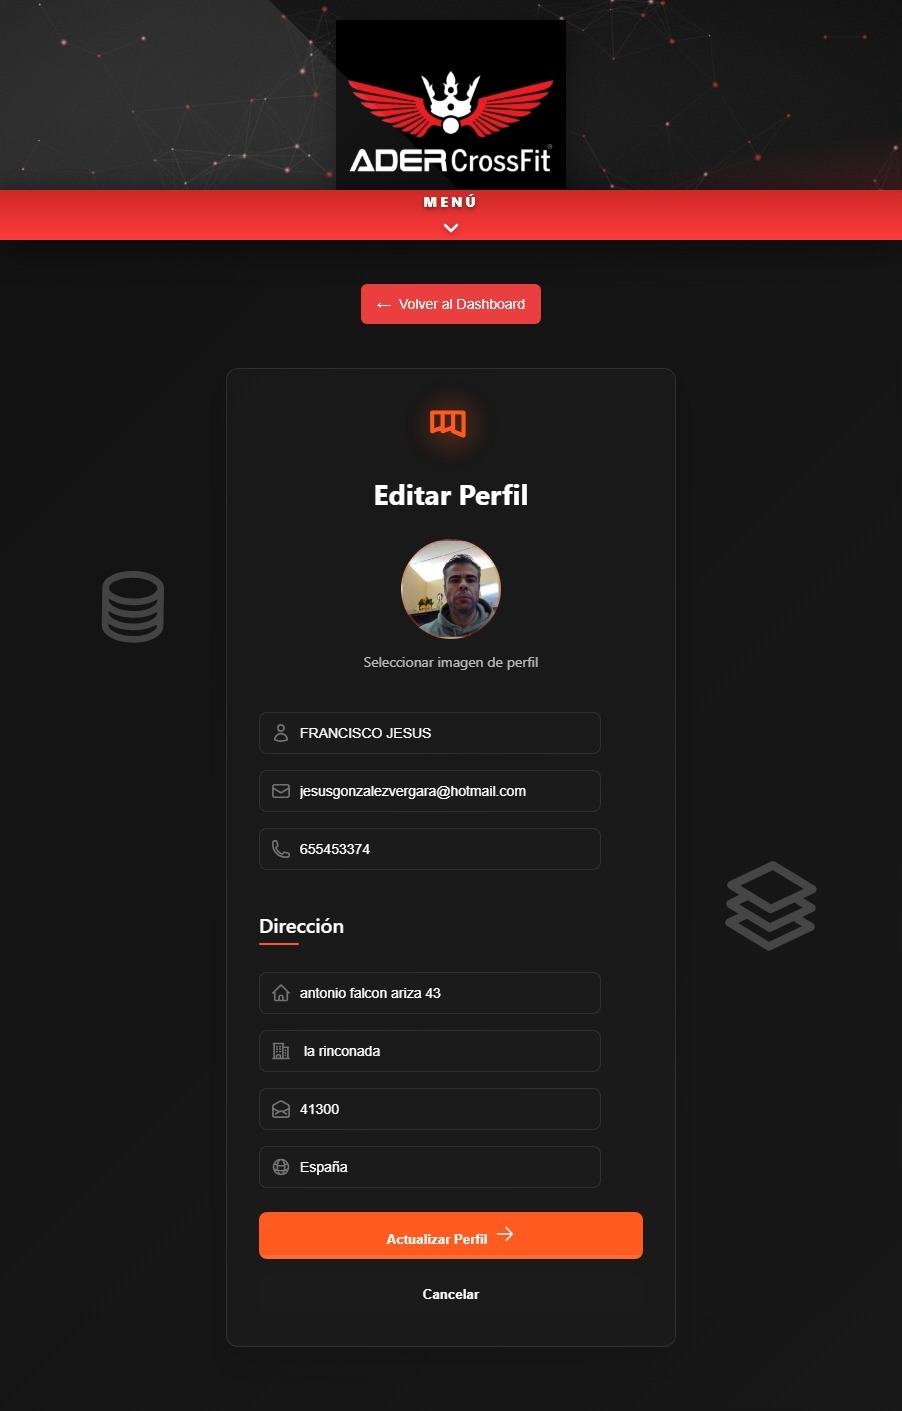 ADER CrossFit®
MENÚ
← Volver al Dashboard
Editar Perfil
Seleccionar imagen de perfil
FRANCISCO JESUS
jesusgonzalezvergara@hotmail.com
655453374
Dirección
antonio falcon ariza 43
la rinconada
41300
España
Actualizar Perfil →
Cancelar